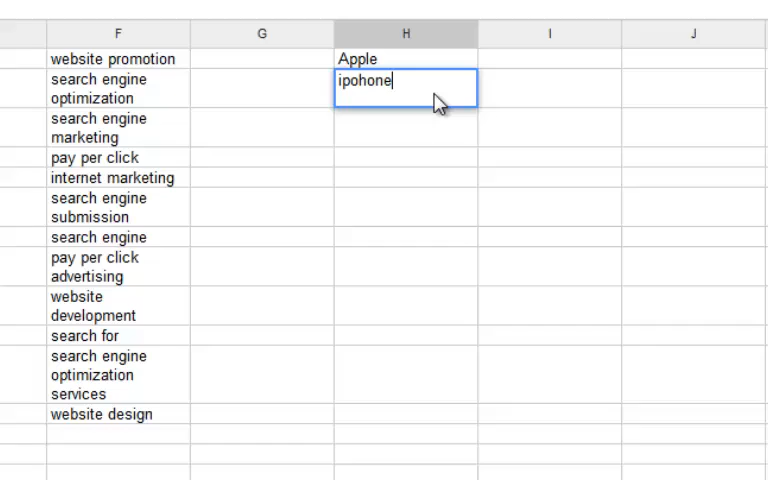 F G H I J
website promotion Apple
search engine ipohone
optimization
search engine
marketing
pay per click
internet marketing
search engine
submission
search engine
pay per click
advertising
website
development
search for
search engine
optimization
services
website design